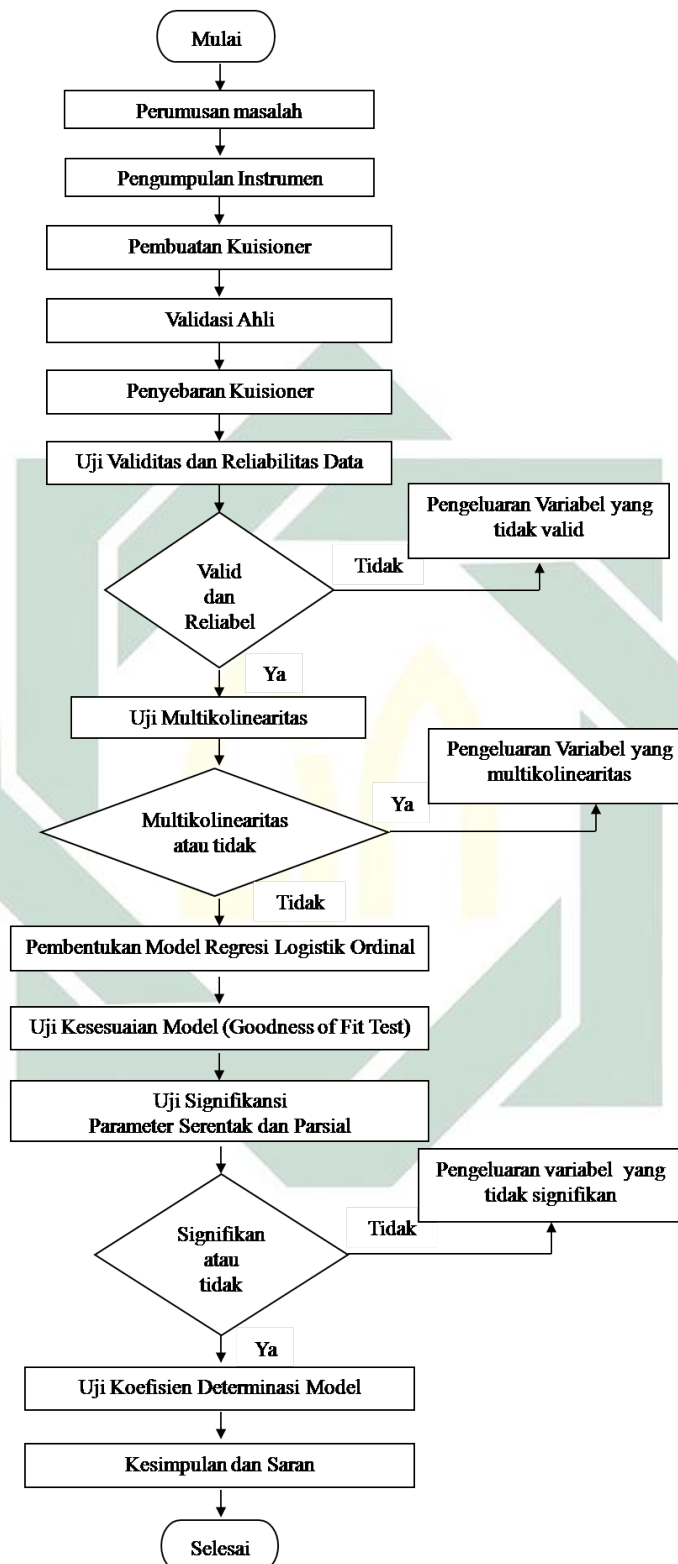 Mulai
Perumusan masalah
Pengumpulan Instrumen
Pembuatan Kuisioner
Validasi Ahli
Penyebaran Kuisioner
Uji Validitas dan Reliabilitas Data
Pengeluaran Variabel yang
tidak valid
Tidak
Valid
dan
Reliabel
Ya
Uji Multikolinearitas
Pengeluaran Variabel yang
multikolinearitas
Ya
Multikolinearitas
atau tidak
Tidak
Pembentukan Model Regresi Logistik Ordinal
Uji Kesesuaian Model (Goodness of Fit Test)
Uji Signifikansi
Parameter Serentak dan Parsial
Pengeluaran variabel yang
tidak signifikan
Tidak
Signifikan
atau
tidak
Ya
Uji Koefisien Determinasi Model
Kesimpulan dan Saran
Selesai